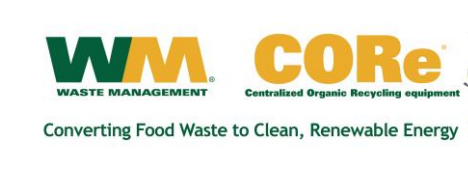 WM CORe®
WASTE MANAGEMENT® Centralized Organic Recycling equipment
Converting Food Waste to Clean, Renewable Energy